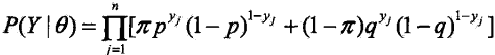 P(Y | θ) = ∏_{j=1}^{n} [π p^{y_j} (1 − p)^{1−y_j} + (1 − π) q^{y_j} (1 − q)^{1−y_j}]